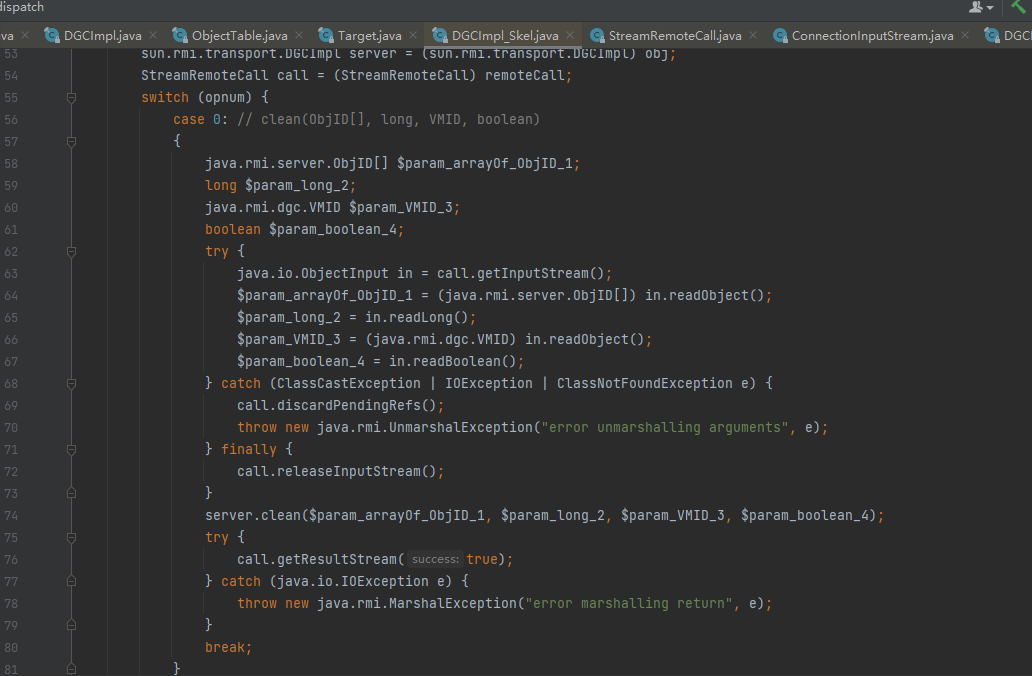 dispatch
va DGCImpl.java ObjectTable.java Target.java DGCImpl_Skel.java StreamRemoteCall.java ConnectionInputStream.java DGCI
53 sun.rmi.transport.DGCImpl server = (sun.rmi.transport.DGCImpl) obj;
54 StreamRemoteCall call = (StreamRemoteCall) remoteCall;
55 switch (opnum) {
56 case 0: // clean(ObjID[], long, VMID, boolean)
57 {
58 java.rmi.server.ObjID[] $param_arrayOf_ObjID_1;
59 long $param_long_2;
60 java.rmi.dgc.VMID $param_VMID_3;
61 boolean $param_boolean_4;
62 try {
63 java.io.ObjectInput in = call.getInputStream();
64 $param_arrayOf_ObjID_1 = (java.rmi.server.ObjID[]) in.readObject();
65 $param_long_2 = in.readLong();
66 $param_VMID_3 = (java.rmi.dgc.VMID) in.readObject();
67 $param_boolean_4 = in.readBoolean();
68 } catch (ClassCastException | IOException | ClassNotFoundException e) {
69 call.discardPendingRefs();
70 throw new java.rmi.UnmarshalException("error unmarshalling arguments", e);
71 } finally {
72 call.releaseInputStream();
73 }
74 server.clean($param_arrayOf_ObjID_1, $param_long_2, $param_VMID_3, $param_boolean_4);
75 try {
76 call.getResultStream( success: true);
77 } catch (java.io.IOException e) {
78 throw new java.rmi.MarshalException("error marshalling return", e);
79 }
80 break;
81 }